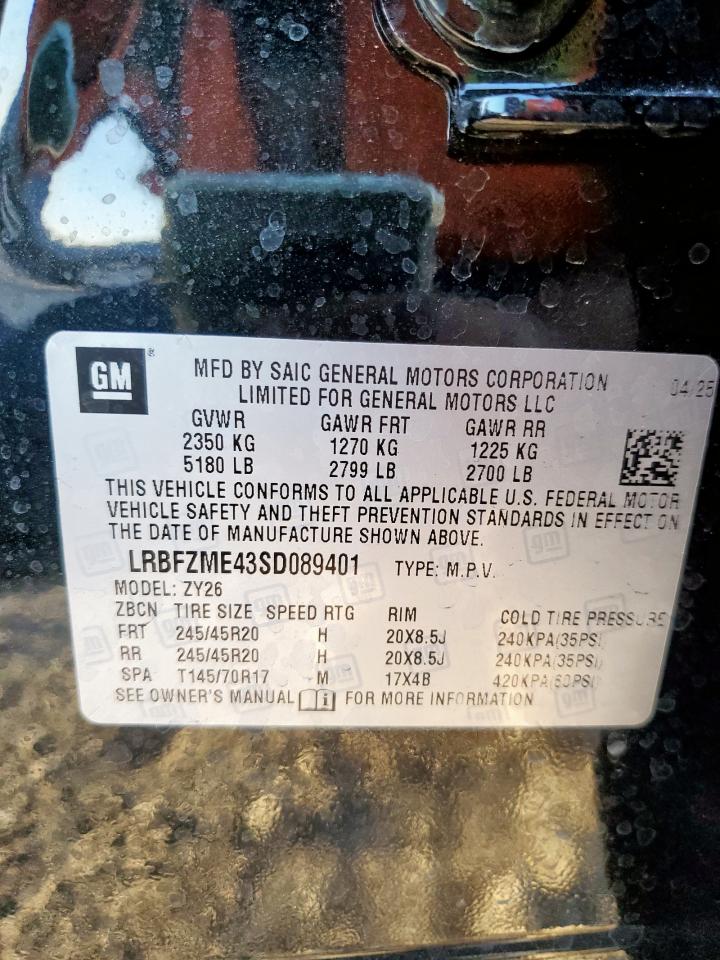 GM ®
MFD BY SAIC GENERAL MOTORS CORPORATION 04/25
LIMITED FOR GENERAL MOTORS LLC
GVWR GAWR FRT GAWR RR
2350 KG 1270 KG 1225 KG
5180 LB 2799 LB 2700 LB
THIS VEHICLE CONFORMS TO ALL APPLICABLE U.S. FEDERAL MOTOR
VEHICLE SAFETY AND THEFT PREVENTION STANDARDS IN EFFECT ON
THE DATE OF MANUFACTURE SHOWN ABOVE.
LRBFZME43SD089401 TYPE: M.P.V.
MODEL: ZY26
ZBCN TIRE SIZE SPEED RTG RIM COLD TIRE PRESSURE
FRT 245/45R20 H 20X8.5J 240KPA(35PSI)
RR 245/45R20 H 20X8.5J 240KPA(35PSI)
SPA T145/70R17 M 17X4B 420KPA(60PSI)
SEE OWNER'S MANUAL FOR MORE INFORMATION